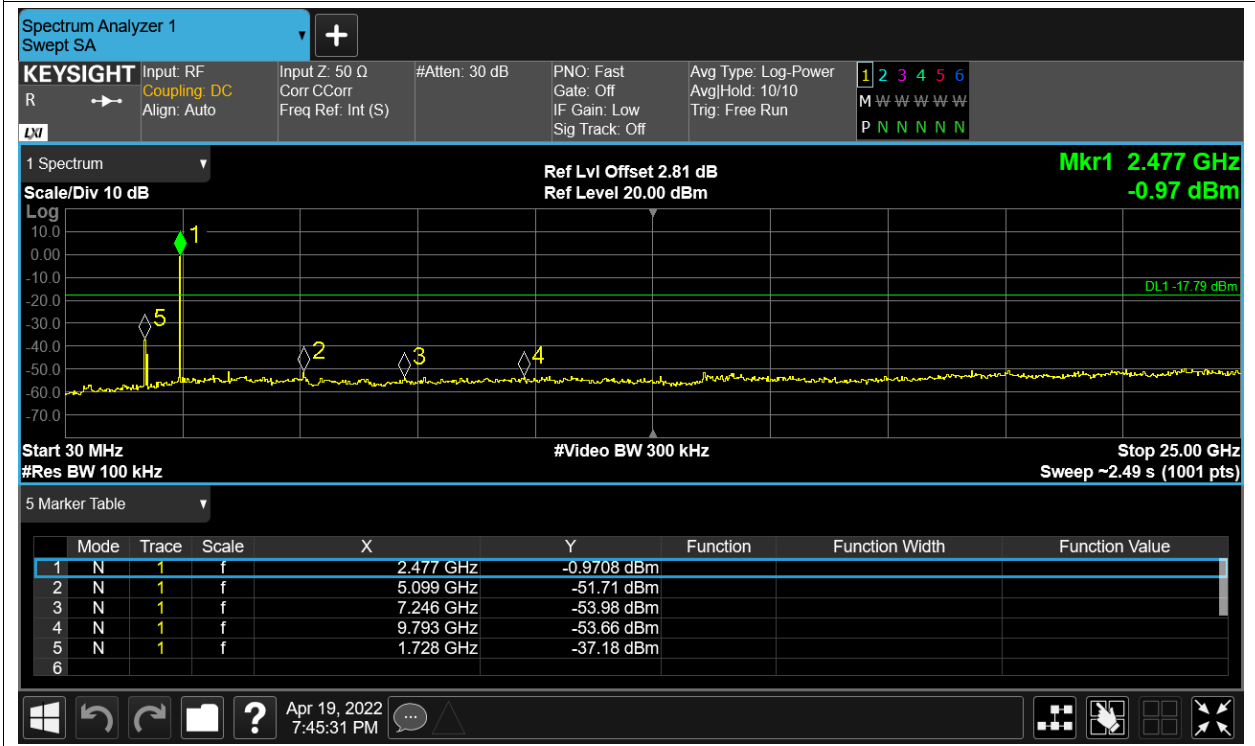 Spectrum Analyzer 1
Swept SA
+
KEYSIGHT
R
LXI
Input: RF
Coupling: DC
Align: Auto
Input Z: 50 Ω
Corr CCorr
Freq Ref: Int (S)
#Atten: 30 dB
PNO: Fast
Gate: Off
IF Gain: Low
Sig Track: Off
Avg Type: Log-Power
Avg|Hold: 10/10
Trig: Free Run
1 2 3 4 5 6
M W W W W W
P N N N N N
1 Spectrum
Scale/Div 10 dB
Ref Lvl Offset 2.81 dB
Ref Level 20.00 dBm
Mkr1 2.477 GHz
-0.97 dBm
Log
10.0
0.00
-10.0
-20.0
-30.0
-40.0
-50.0
-60.0
-70.0
1
5
2
3
4
DL1 -17.79 dBm
Start 30 MHz
#Res BW 100 kHz
#Video BW 300 kHz
Stop 25.00 GHz
Sweep ~2.49 s (1001 pts)
5 Marker Table
Mode Trace Scale X Y Function Function Width Function Value
1 N 1 f 2.477 GHz -0.9708 dBm
2 N 1 f 5.099 GHz -51.71 dBm
3 N 1 f 7.246 GHz -53.98 dBm
4 N 1 f 9.793 GHz -53.66 dBm
5 N 1 f 1.728 GHz -37.18 dBm
6
?
Apr 19, 2022
7:45:31 PM